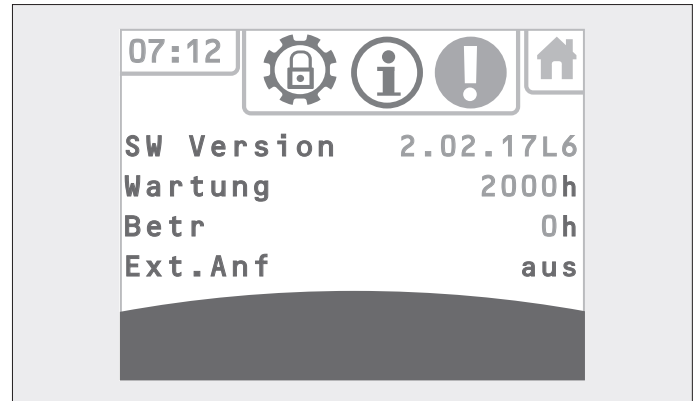 07:12
SW Version 2.02.17L6
Wartung 2000h
Betr 0h
Ext.Anf aus